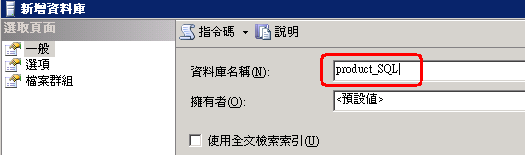 新增資料庫
選取頁面
一般
選項
檔案群組
指令碼 說明
資料庫名稱(N):
product_SQL
擁有者(O):
<預設值>
使用全文檢索索引(U)